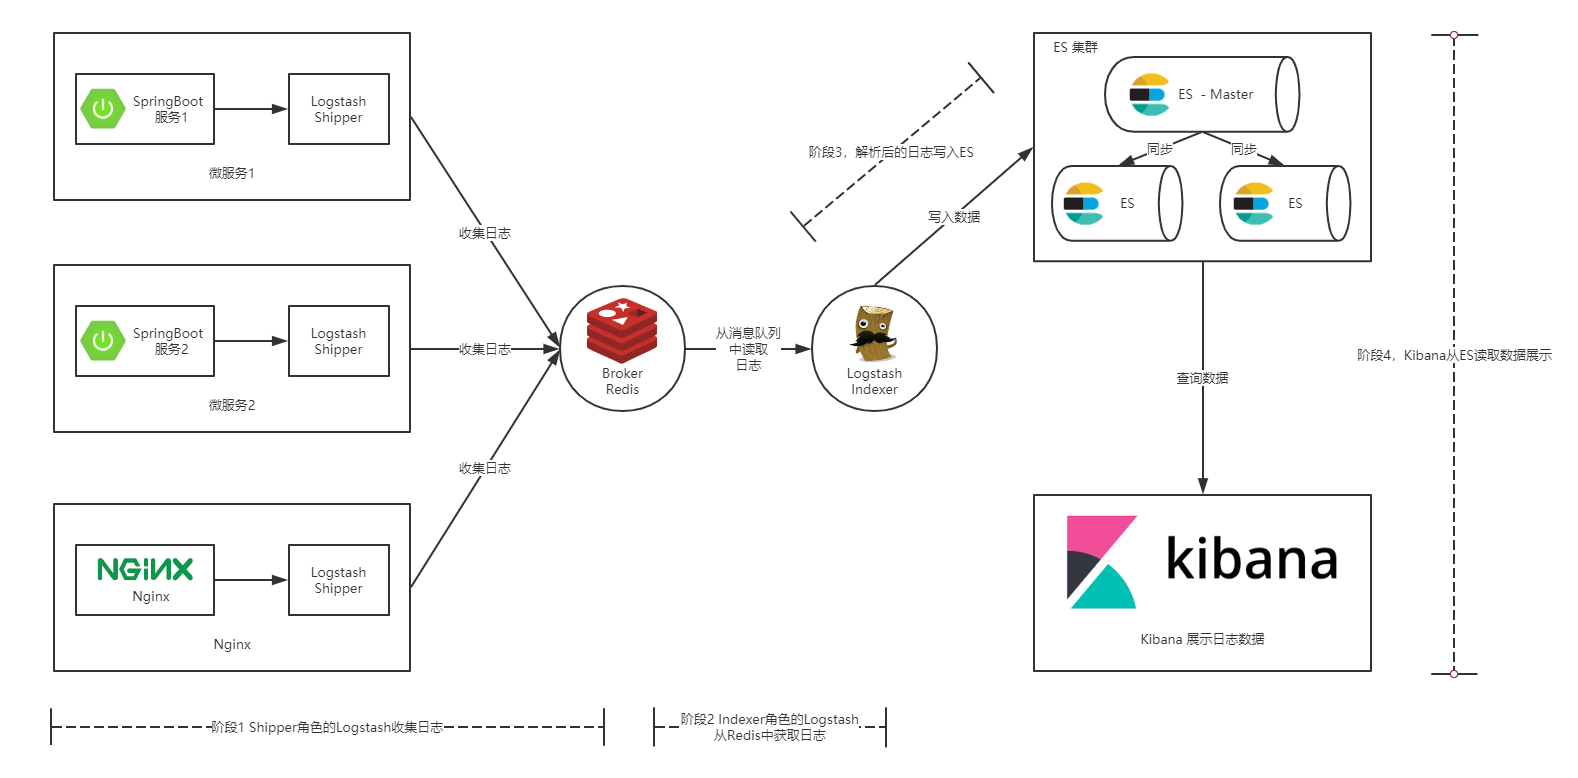 SpringBoot
服务1
Logstash
Shipper
微服务1
收集日志
SpringBoot
服务2
Logstash
Shipper
微服务2
收集日志
NGINX
Nginx
Logstash
Shipper
Nginx
收集日志
Broker
Redis
从消息队列
中读取
日志
Logstash
Indexer
阶段3，解析后的日志写入ES
写入数据
ES 集群
ES - Master
同步
同步
ES
ES
查询数据
kibana
Kibana 展示日志数据
阶段4，Kibana从ES读取数据展示
阶段1 Shipper角色的Logstash收集日志
阶段2 Indexer角色的Logstash
从Redis中获取日志